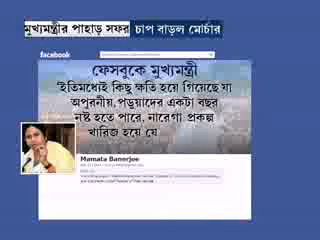 মুখ্যমন্ত্রীর পাহাড় সফর চাপ বাড়ল মোর্চার
facebook
ফেসবুকে মুখ্যমন্ত্রী
'ইতিমধ্যেই কিছু ক্ষতি হয়ে গিয়েছে যা
অপূরনীয়,পড়ুয়াদের একটা বছর
নষ্ট হতে পারে, নারেগা প্রকল্প
খারিজ হয়ে যে
Mamata Banerjee